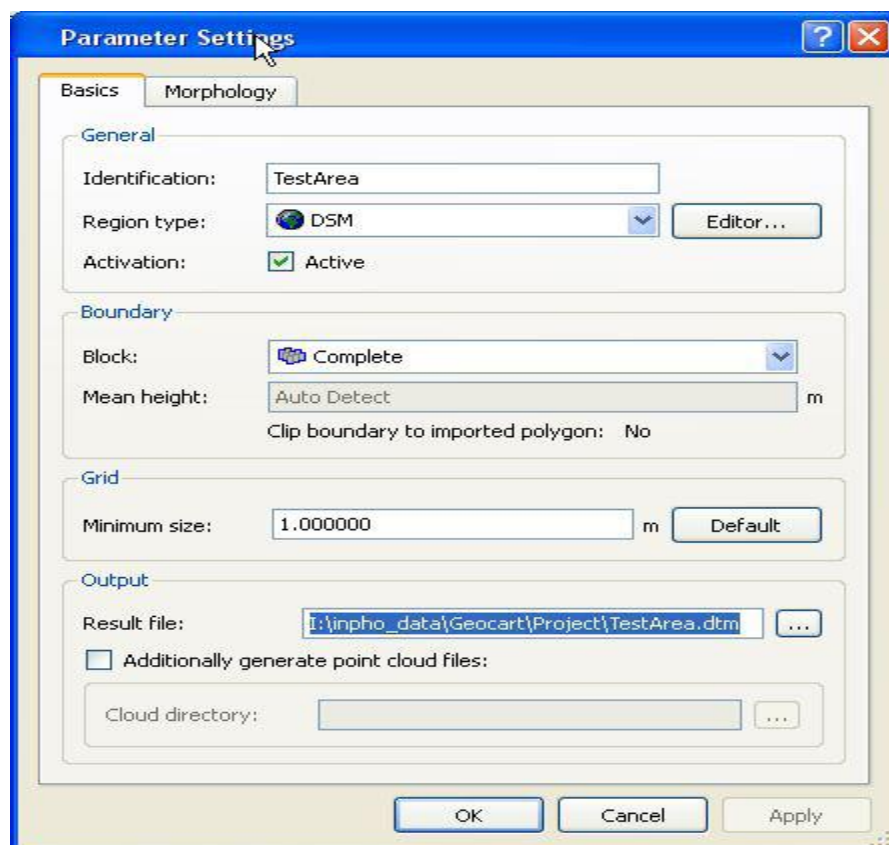 Parameter Settings
Basics Morphology
General
Identification: TestArea
Region type: DSM Editor...
Activation: Active
Boundary
Block: Complete
Mean height: Auto Detect m
Clip boundary to imported polygon: No
Grid
Minimum size: 1.000000 m Default
Output
Result file: I:\inpho_data\Geocart\Project\TestArea.dtm ...
Additionally generate point cloud files:
Cloud directory: ...
OK Cancel Apply